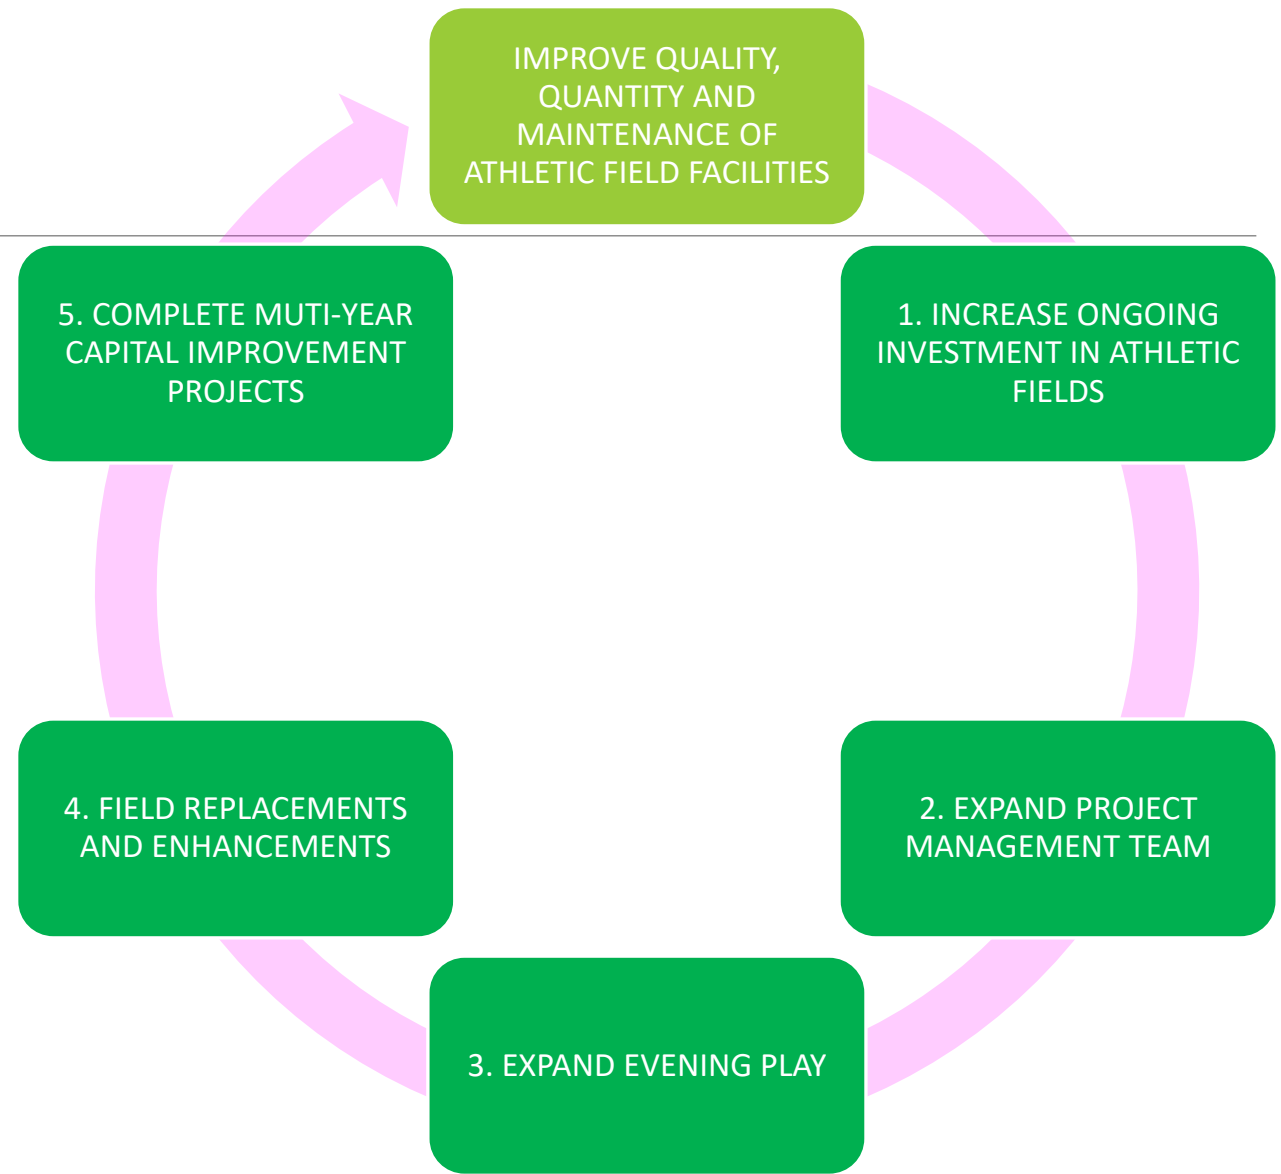 IMPROVE QUALITY,
QUANTITY AND
MAINTENANCE OF
ATHLETIC FIELD FACILITIES
1. INCREASE ONGOING
INVESTMENT IN ATHLETIC
FIELDS
2. EXPAND PROJECT
MANAGEMENT TEAM
3. EXPAND EVENING PLAY
4. FIELD REPLACEMENTS
AND ENHANCEMENTS
5. COMPLETE MUTI-YEAR
CAPITAL IMPROVEMENT
PROJECTS